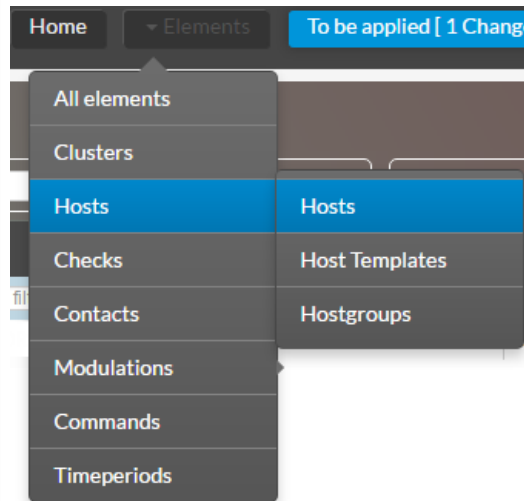 Home
Elements
To be applied [ 1 Chang
All elements
Clusters
Hosts
Hosts
Checks
Host Templates
Contacts
Hostgroups
Modulations
Commands
Timeperiods